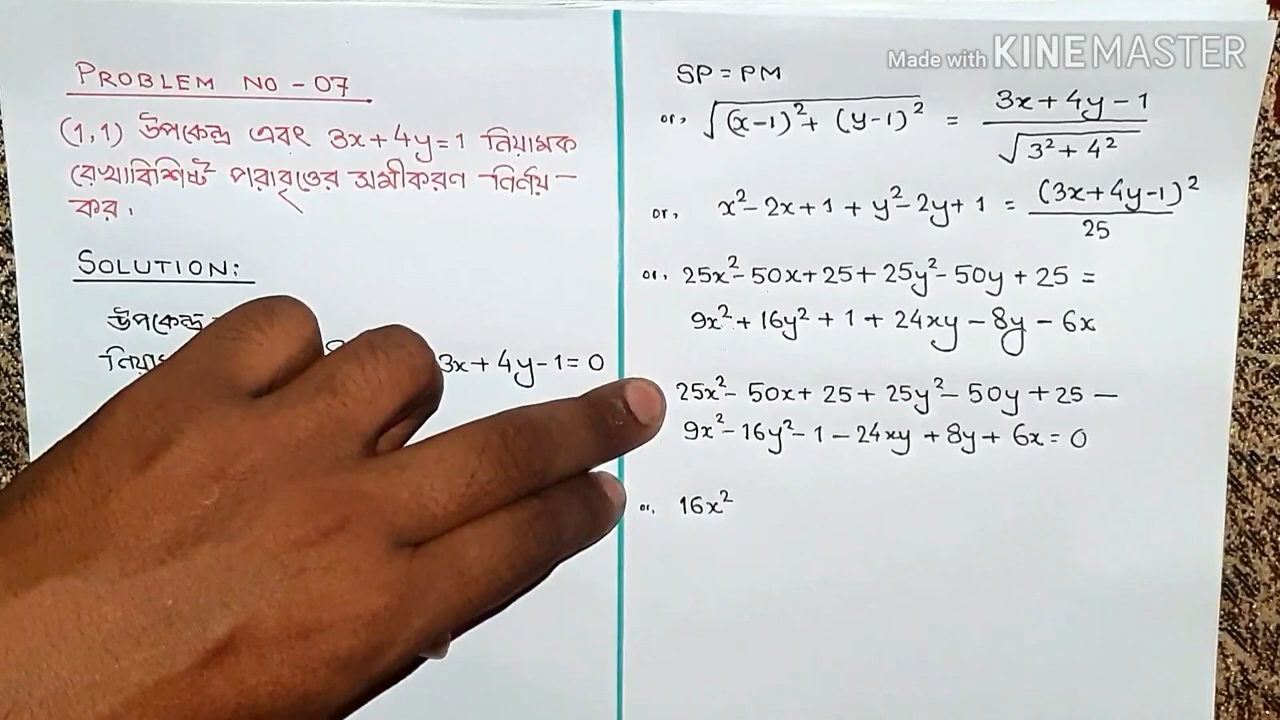 Made with KINEMASTER
PROBLEM NO - 07
(1,1) উপকেন্দ্র এবং 3x+4y=1 নিয়ামক
রেখাবিশিষ্ট পরাবৃত্তের সমীকরণ নির্ণয়
কর।
SOLUTION:
উপকেন্দ্র
3x+4y-1=0
SP = PM
or, √(x-1)²+ (y-1)² = 3x+4y-1 / √3²+4²
or, x²-2x+1+y²-2y+1 = (3x+4y-1)² / 25
or, 25x²-50x+25+25y²-50y+25 =
9x²+16y²+1+24xy-8y-6x
25x²-50x+25+25y²-50y+25-
9x²-16y²-1-24xy+8y+6x=0
or, 16x²